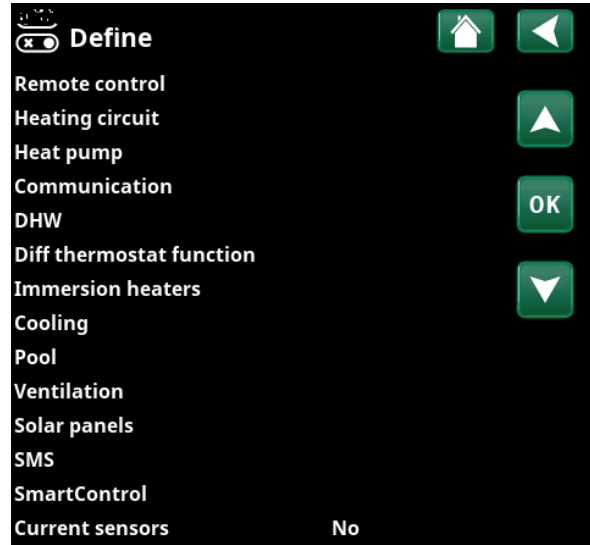 Define
Remote control
Heating circuit
Heat pump
Communication
OK
DHW
Diff thermostat function
Immersion heaters
Cooling
Pool
Ventilation
Solar panels
SMS
SmartControl
Current sensors No